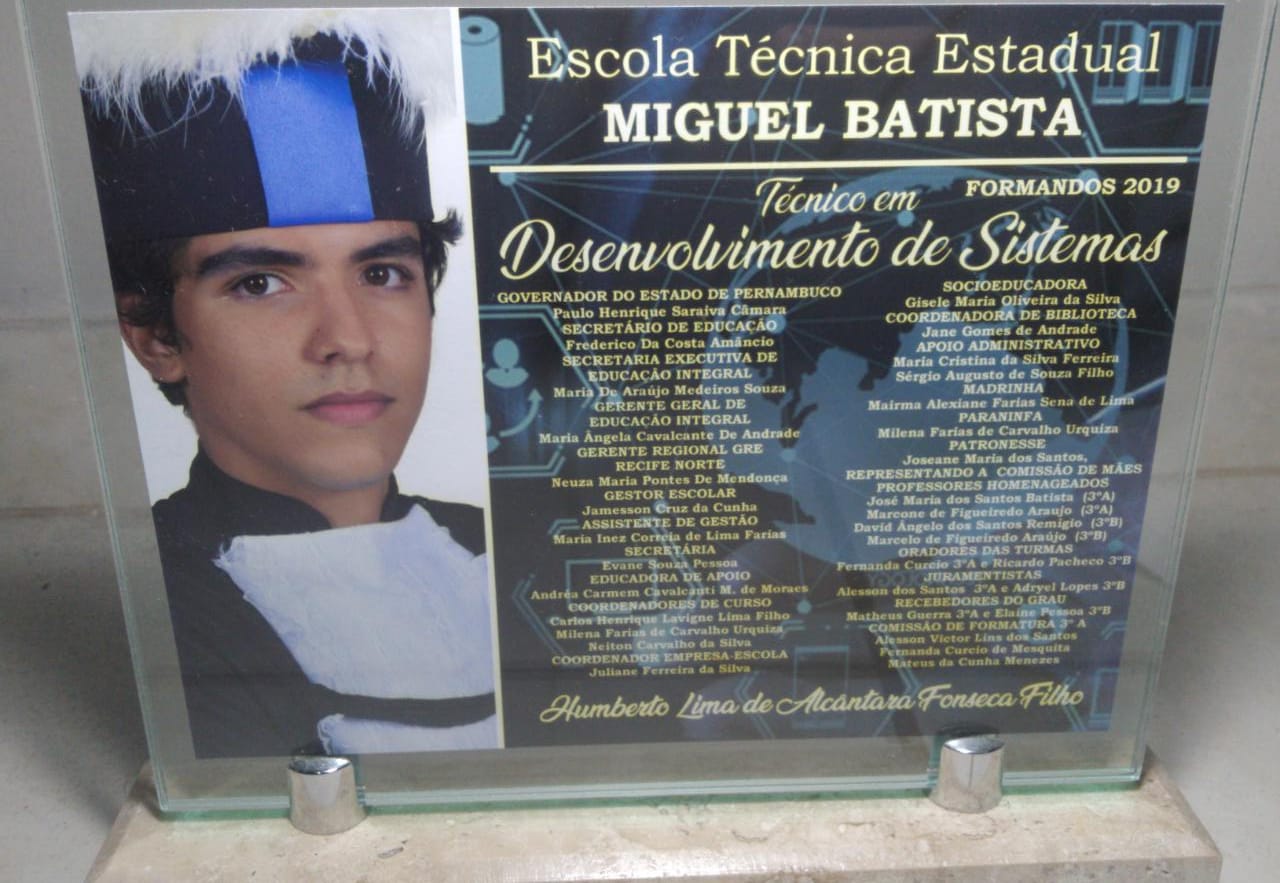 Escola Técnica Estadual
MIGUEL BATISTA
FORMANDOS 2019
Técnico em
Desenvolvimento de Sistemas
GOVERNADOR DO ESTADO DE PERNAMBUCO
Paulo Henrique Saraiva Câmara
SECRETÁRIO DE EDUCAÇÃO
Frederico Da Costa Amâncio
SECRETARIA EXECUTIVA DE
EDUCAÇÃO INTEGRAL
Maria De Araújo Medeiros Souza
GERENTE GERAL DE
EDUCAÇÃO INTEGRAL
Maria Ângela Cavalcante De Andrade
GERENTE REGIONAL GRE
RECIFE NORTE
Neuza Maria Pontes De Mendonça
GESTOR ESCOLAR
Jamesson Cruz da Cunha
ASSISTENTE DE GESTÃO
Maria Inez Correia de Lima Farias
SECRETÁRIA
Evane Souza Pessoa
EDUCADORA DE APOIO
Andréa Carmem Cavalcanti M. de Moraes
COORDENADORES DE CURSO
Carlos Henrique Lavigne Lima Filho
Milena Farias de Carvalho Urquiza
Neiton Carvalho da Silva
COORDENADOR EMPRESA-ESCOLA
Juliane Ferreira da Silva
SOCIOEDUCADORA
Gisele Maria Oliveira da Silva
COORDENADORA DE BIBLIOTECA
Jane Gomes de Andrade
APOIO ADMINISTRATIVO
Maria Cristina da Silva Ferreira
Sérgio Augusto de Souza Filho
MADRINHA
Mairma Alexiane Farias Sena de Lima
PARANINFA
Milena Farias de Carvalho Urquiza
PATRONESSE
Joseane Maria dos Santos,
REPRESENTANDO A COMISSÃO DE MÃES
PROFESSORES HOMENAGEADOS
José Maria dos Santos Batista (3ºA)
Marcone de Figueiredo Araujo (3ºA)
David Ângelo dos Santos Remigio (3ºB)
Marcelo de Figueiredo Araújo (3ºB)
ORADORES DAS TURMAS
Fernanda Curcio 3ºA e Ricardo Pacheco 3ºB
JURAMENTISTAS
Alesson dos Santos 3ºA e Adryel Lopes 3ºB
RECEBEDORES DO GRAU
Matheus Guerra 3ºA e Elaine Pessoa 3ºB
COMISSÃO DE FORMATURA 3º A
Alesson Victor Lins dos Santos
Fernanda Curcio de Mesquita
Mateus da Cunha Menezes
Humberto Lima de Alcântara Fonseca Filho